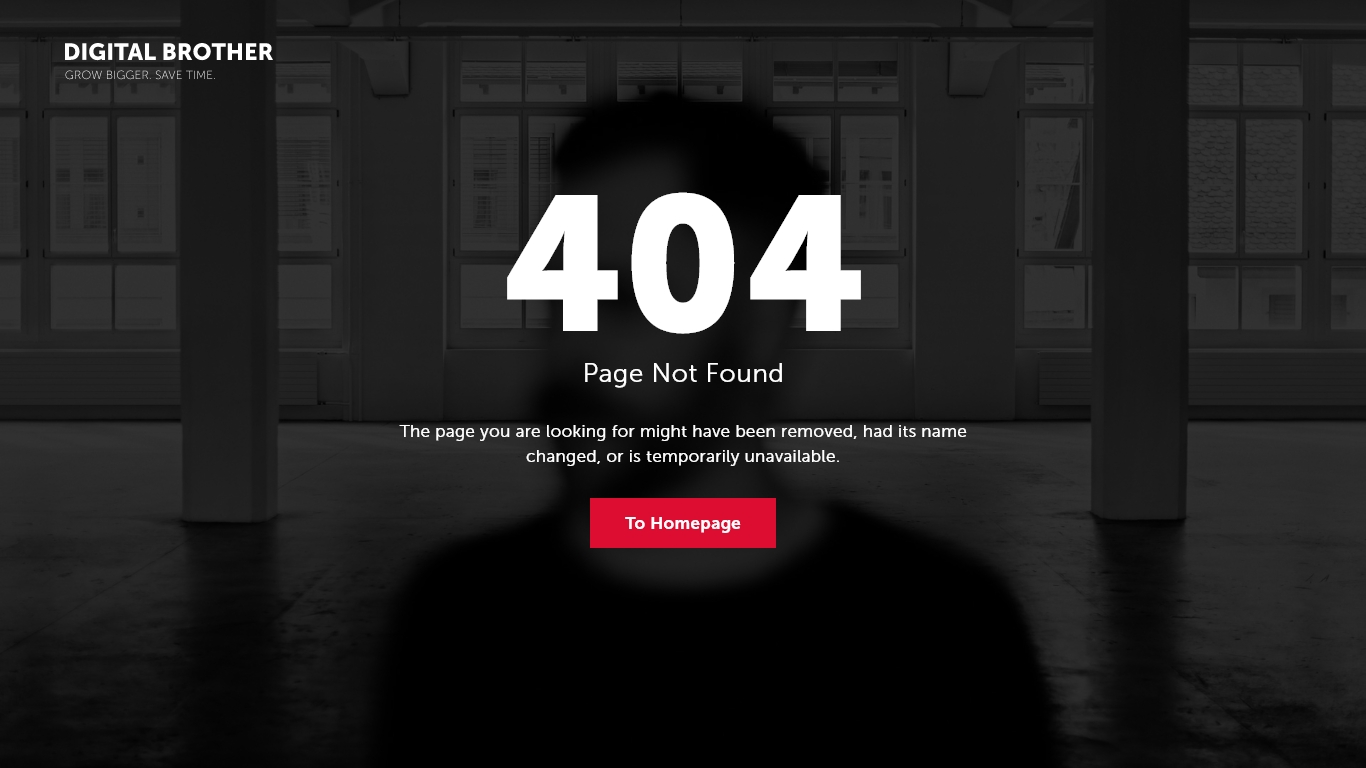 DIGITAL BROTHER
GROW BIGGER. SAVE TIME.
404
Page Not Found
The page you are looking for might have been removed, had its name
changed, or is temporarily unavailable.
To Homepage